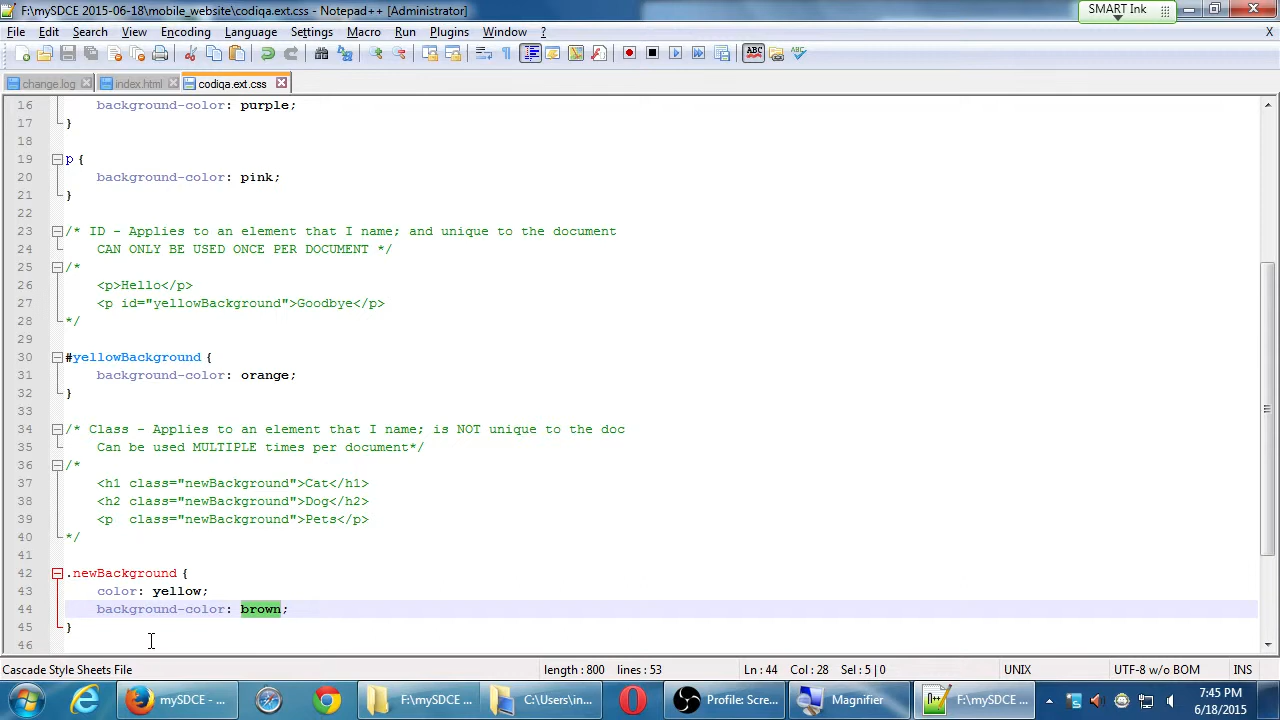 F:\mySDCE 2015-06-18\mobile_website\codiqa.ext.css - Notepad++ [Administrator]
SMART Ink
File Edit Search View Encoding Language Settings Macro Run Plugins Window ? X
change.log index.html codiqa.ext.css
16 background-color: purple;
17 }
18
19 p {
20 background-color: pink;
21 }
22
23 /* ID - Applies to an element that I name; and unique to the document
24 CAN ONLY BE USED ONCE PER DOCUMENT */
25 /*
26 <p>Hello</p>
27 <p id="yellowBackground">Goodbye</p>
28 */
29
30 #yellowBackground {
31 background-color: orange;
32 }
33
34 /* Class - Applies to an element that I name; is NOT unique to the doc
35 Can be used MULTIPLE times per document*/
36 /*
37 <h1 class="newBackground">Cat</h1>
38 <h2 class="newBackground">Dog</h2>
39 <p  class="newBackground">Pets</p>
40 */
41
42 .newBackground {
43 color: yellow;
44 background-color: brown;
45 }
46
Cascade Style Sheets File length : 800 lines : 53 Ln : 44 Col : 28 Sel : 5 | 0 UNIX UTF-8 w/o BOM INS
mySDCE - ... F:\mySDCE ... C:\Users\in... Profile: Scre... Magnifier F:\mySDCE ... 7:45 PM
6/18/2015